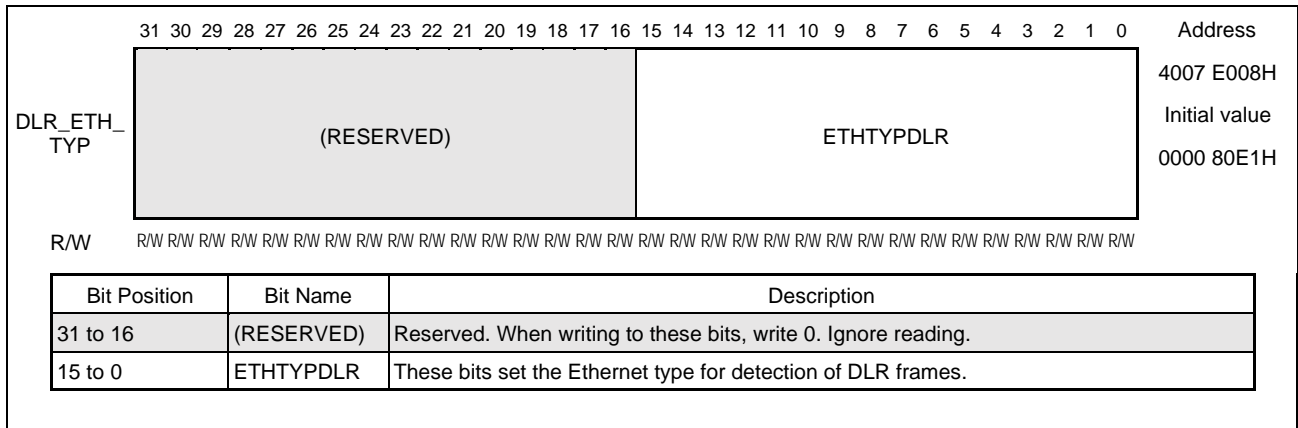 31 30 29 28 27 26 25 24 23 22 21 20 19 18 17 16 15 14 13 12 11 10 9 8 7 6 5 4 3 2 1 0 Address
4007 E008H
DLR_ETH_
TYP
(RESERVED) ETHTYPDLR
Initial value
0000 80E1H
R/W R/W R/W R/W R/W R/W R/W R/W R/W R/W R/W R/W R/W R/W R/W R/W R/W R/W R/W R/W R/W R/W R/W R/W R/W R/W R/W R/W R/W R/W R/W R/W R/W
Bit Position Bit Name Description
31 to 16 (RESERVED) Reserved. When writing to these bits, write 0. Ignore reading.
15 to 0 ETHTYPDLR These bits set the Ethernet type for detection of DLR frames.